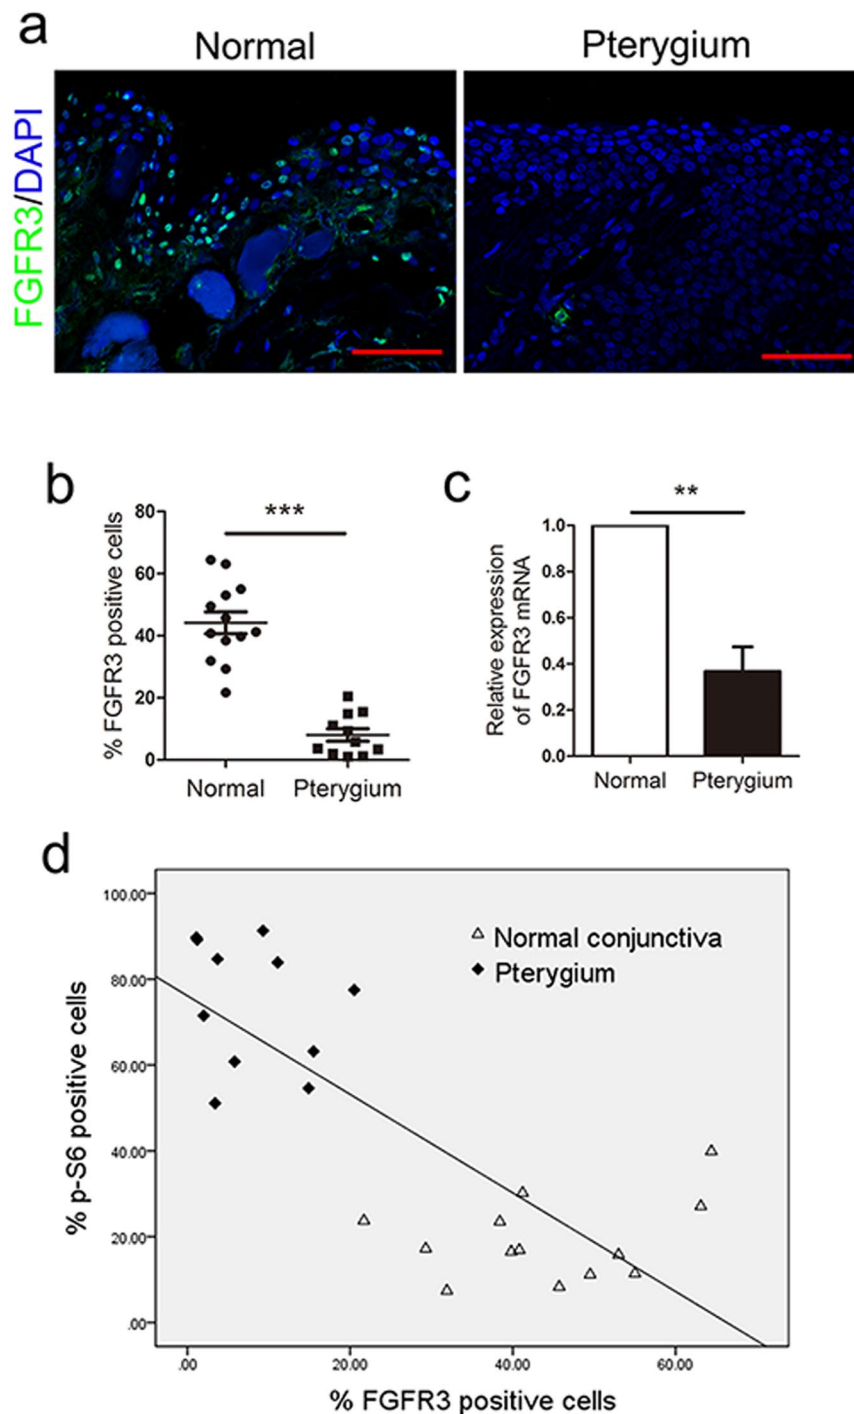 a
Normal
Pterygium
FGFR3/DAPI
b
% FGFR3 positive cells
80
60
40
20
0
***
Normal
Pterygium
c
Relative expression
of FGFR3 mRNA
1.0
0.8
0.6
0.4
0.2
0.0
**
Normal
Pterygium
d
% p-S6 positive cells
100.00
80.00
60.00
40.00
20.00
.00
Normal conjunctiva
Pterygium
.00
20.00
40.00
60.00
% FGFR3 positive cells